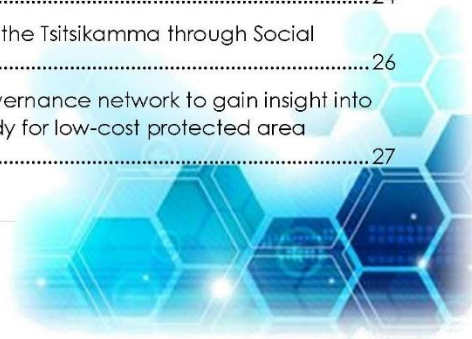 the Tsitsikamma through Social
........................................................26
vernance network to gain insight into
dy for low-cost protected area
........................................................27